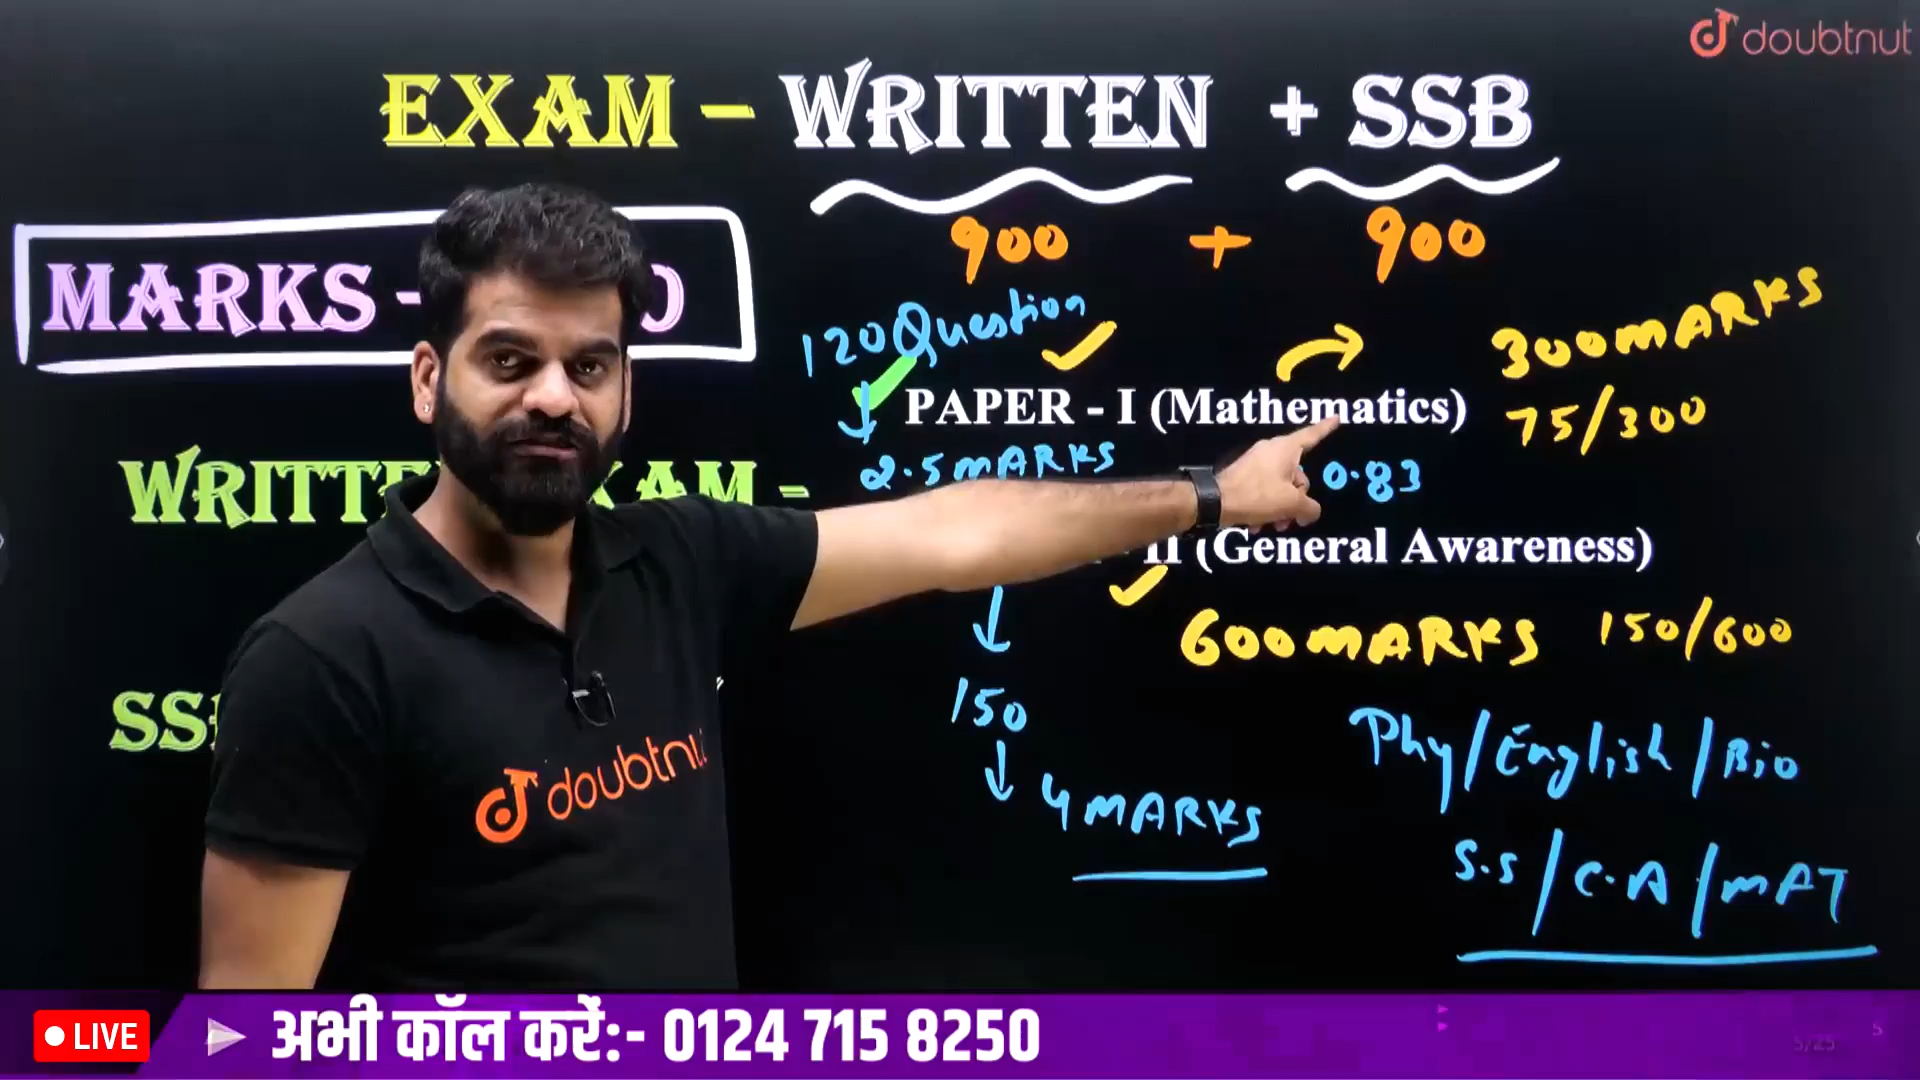 doubtnut
EXAM - WRITTEN + SSB
900 + 900
MARKS -
120 Question
300 MARKS
PAPER - I (Mathematics)
75/300
2.5 MARKS
0.83
EXAM -
II (General Awareness)
600 MARKS 150/600
150
Phy/English/Bio
4 MARKS
S.S/C.A/MAT
doubtnut
LIVE
अभी कॉल करें:- 0124 715 8250